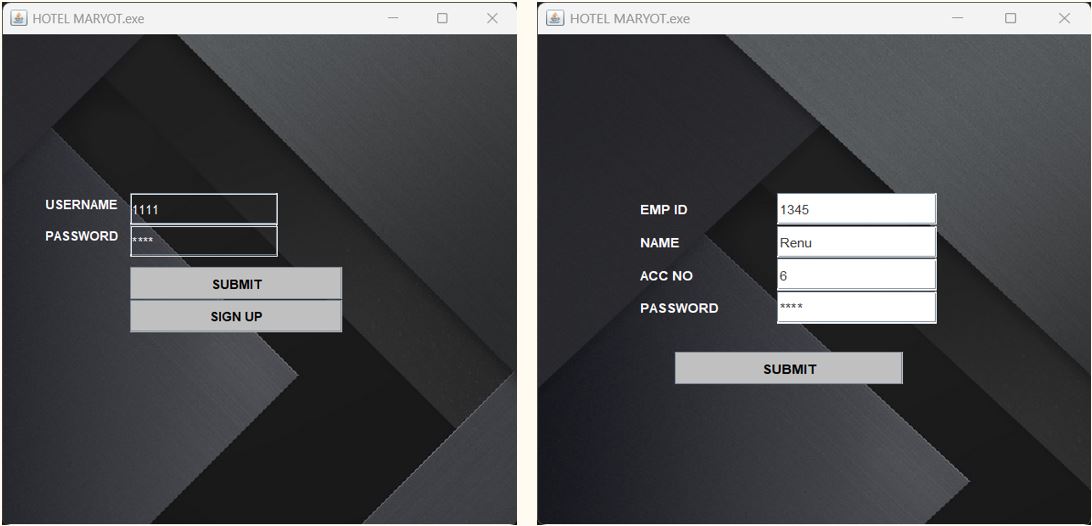 HOTEL MARYOT.exe
USERNAME 1111
PASSWORD ****
SUBMIT
SIGN UP
HOTEL MARYOT.exe
EMP ID 1345
NAME Renu
ACC NO 6
PASSWORD ****
SUBMIT